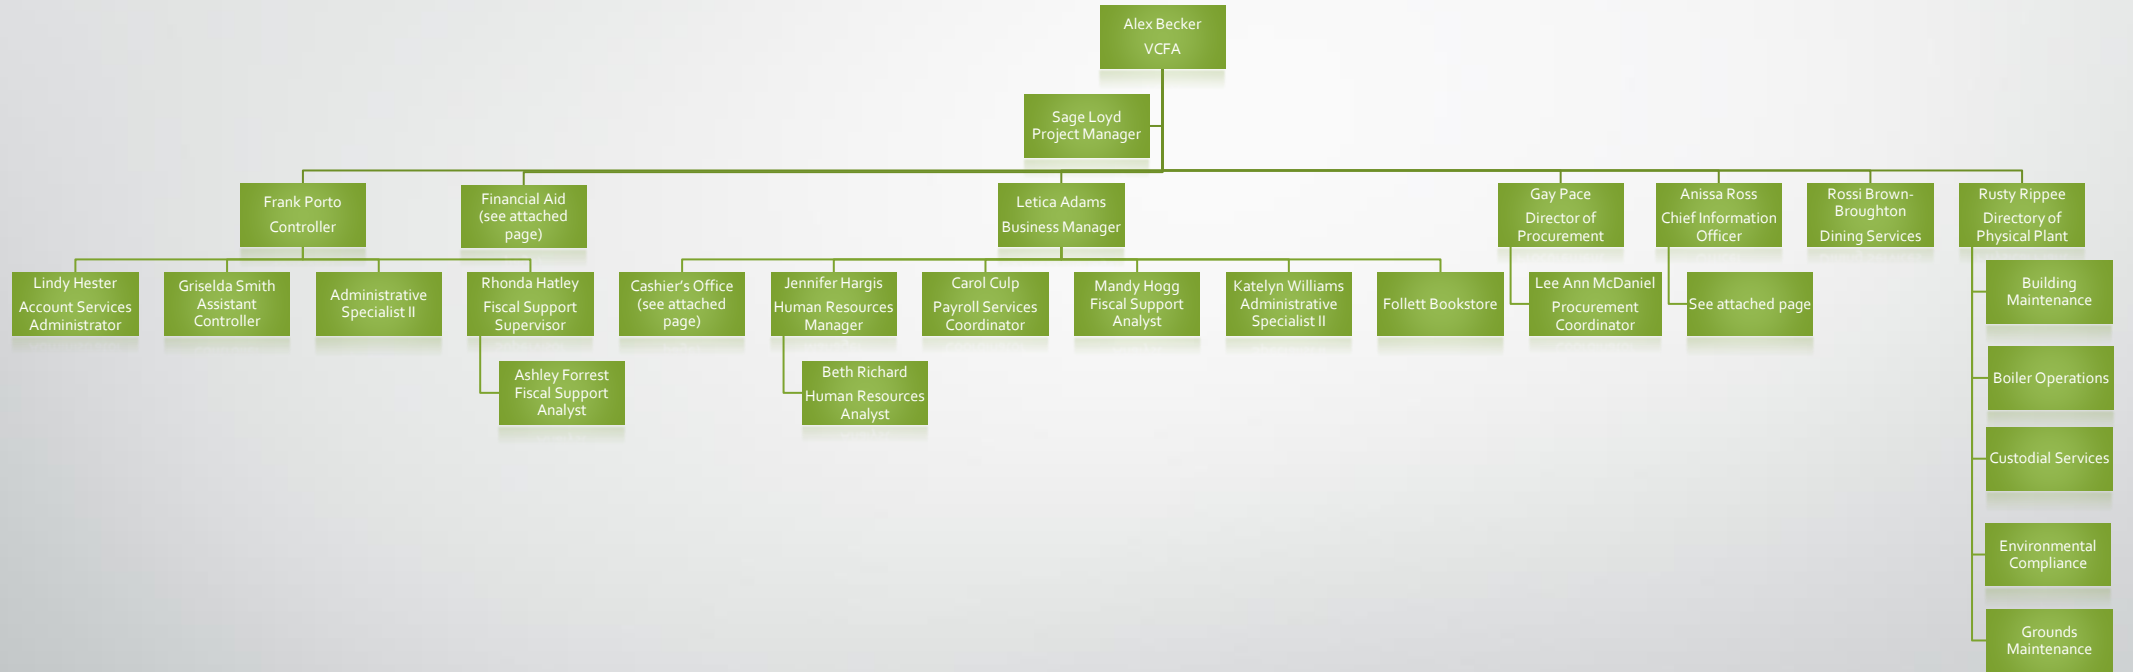 Alex Becker
VCFA
Sage Loyd
Project Manager
Frank Porto
Controller
Financial Aid
(see attached
page)
Letica Adams
Business Manager
Gay Pace
Director of
Procurement
Anissa Ross
Chief Information
Officer
Rossi Brown-
Broughton
Dining Services
Rusty Rippee
Directory of
Physical Plant
Lindy Hester
Account Services
Administrator
Griselda Smith
Assistant
Controller
Administrative
Specialist II
Rhonda Hatley
Fiscal Support
Supervisor
Cashier's Office
(see attached
page)
Jennifer Hargis
Human Resources
Manager
Carol Culp
Payroll Services
Coordinator
Mandy Hogg
Fiscal Support
Analyst
Katelyn Williams
Administrative
Specialist II
Follett Bookstore
Lee Ann McDaniel
Procurement
Coordinator
See attached page
Building
Maintenance
Ashley Forrest
Fiscal Support
Analyst
Beth Richard
Human Resources
Analyst
Boiler Operations
Custodial Services
Environmental
Compliance
Grounds
Maintenance